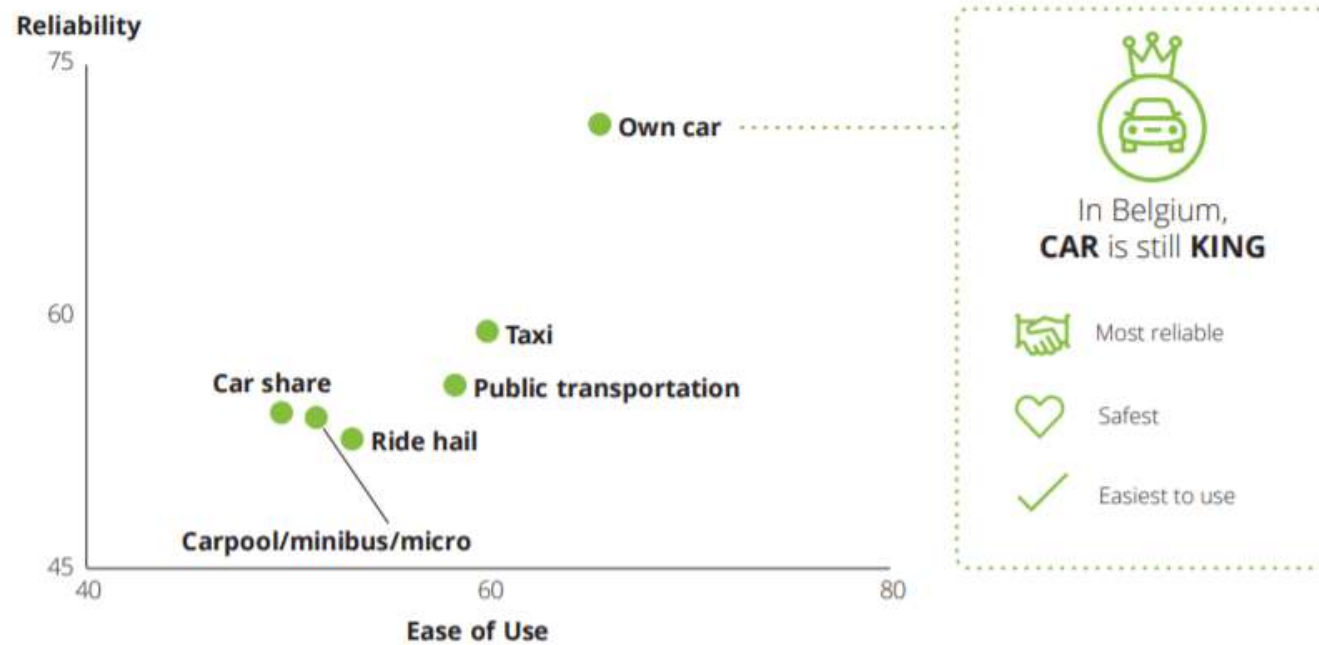 Reliability
75
Own car
60
Taxi
Car share
Public transportation
Ride hail
Carpool/minibus/micro
45
40
60
80
Ease of Use
In Belgium,
CAR is still KING
Most reliable
Safest
Easiest to use